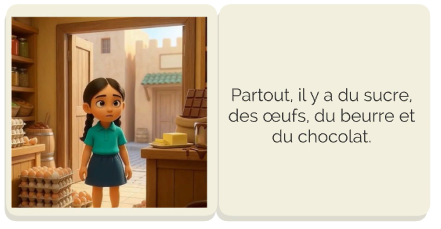 Partout, il y a du sucre,
des œufs, du beurre et
du chocolat.